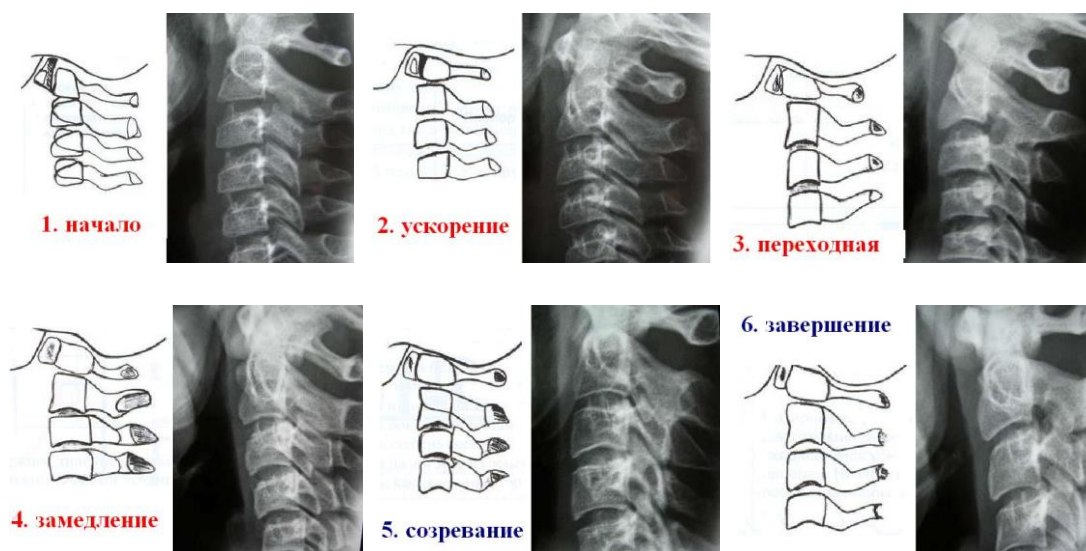 1. начало
2. ускорение
3. переходная
4. замедление
5. созревание
6. завершение